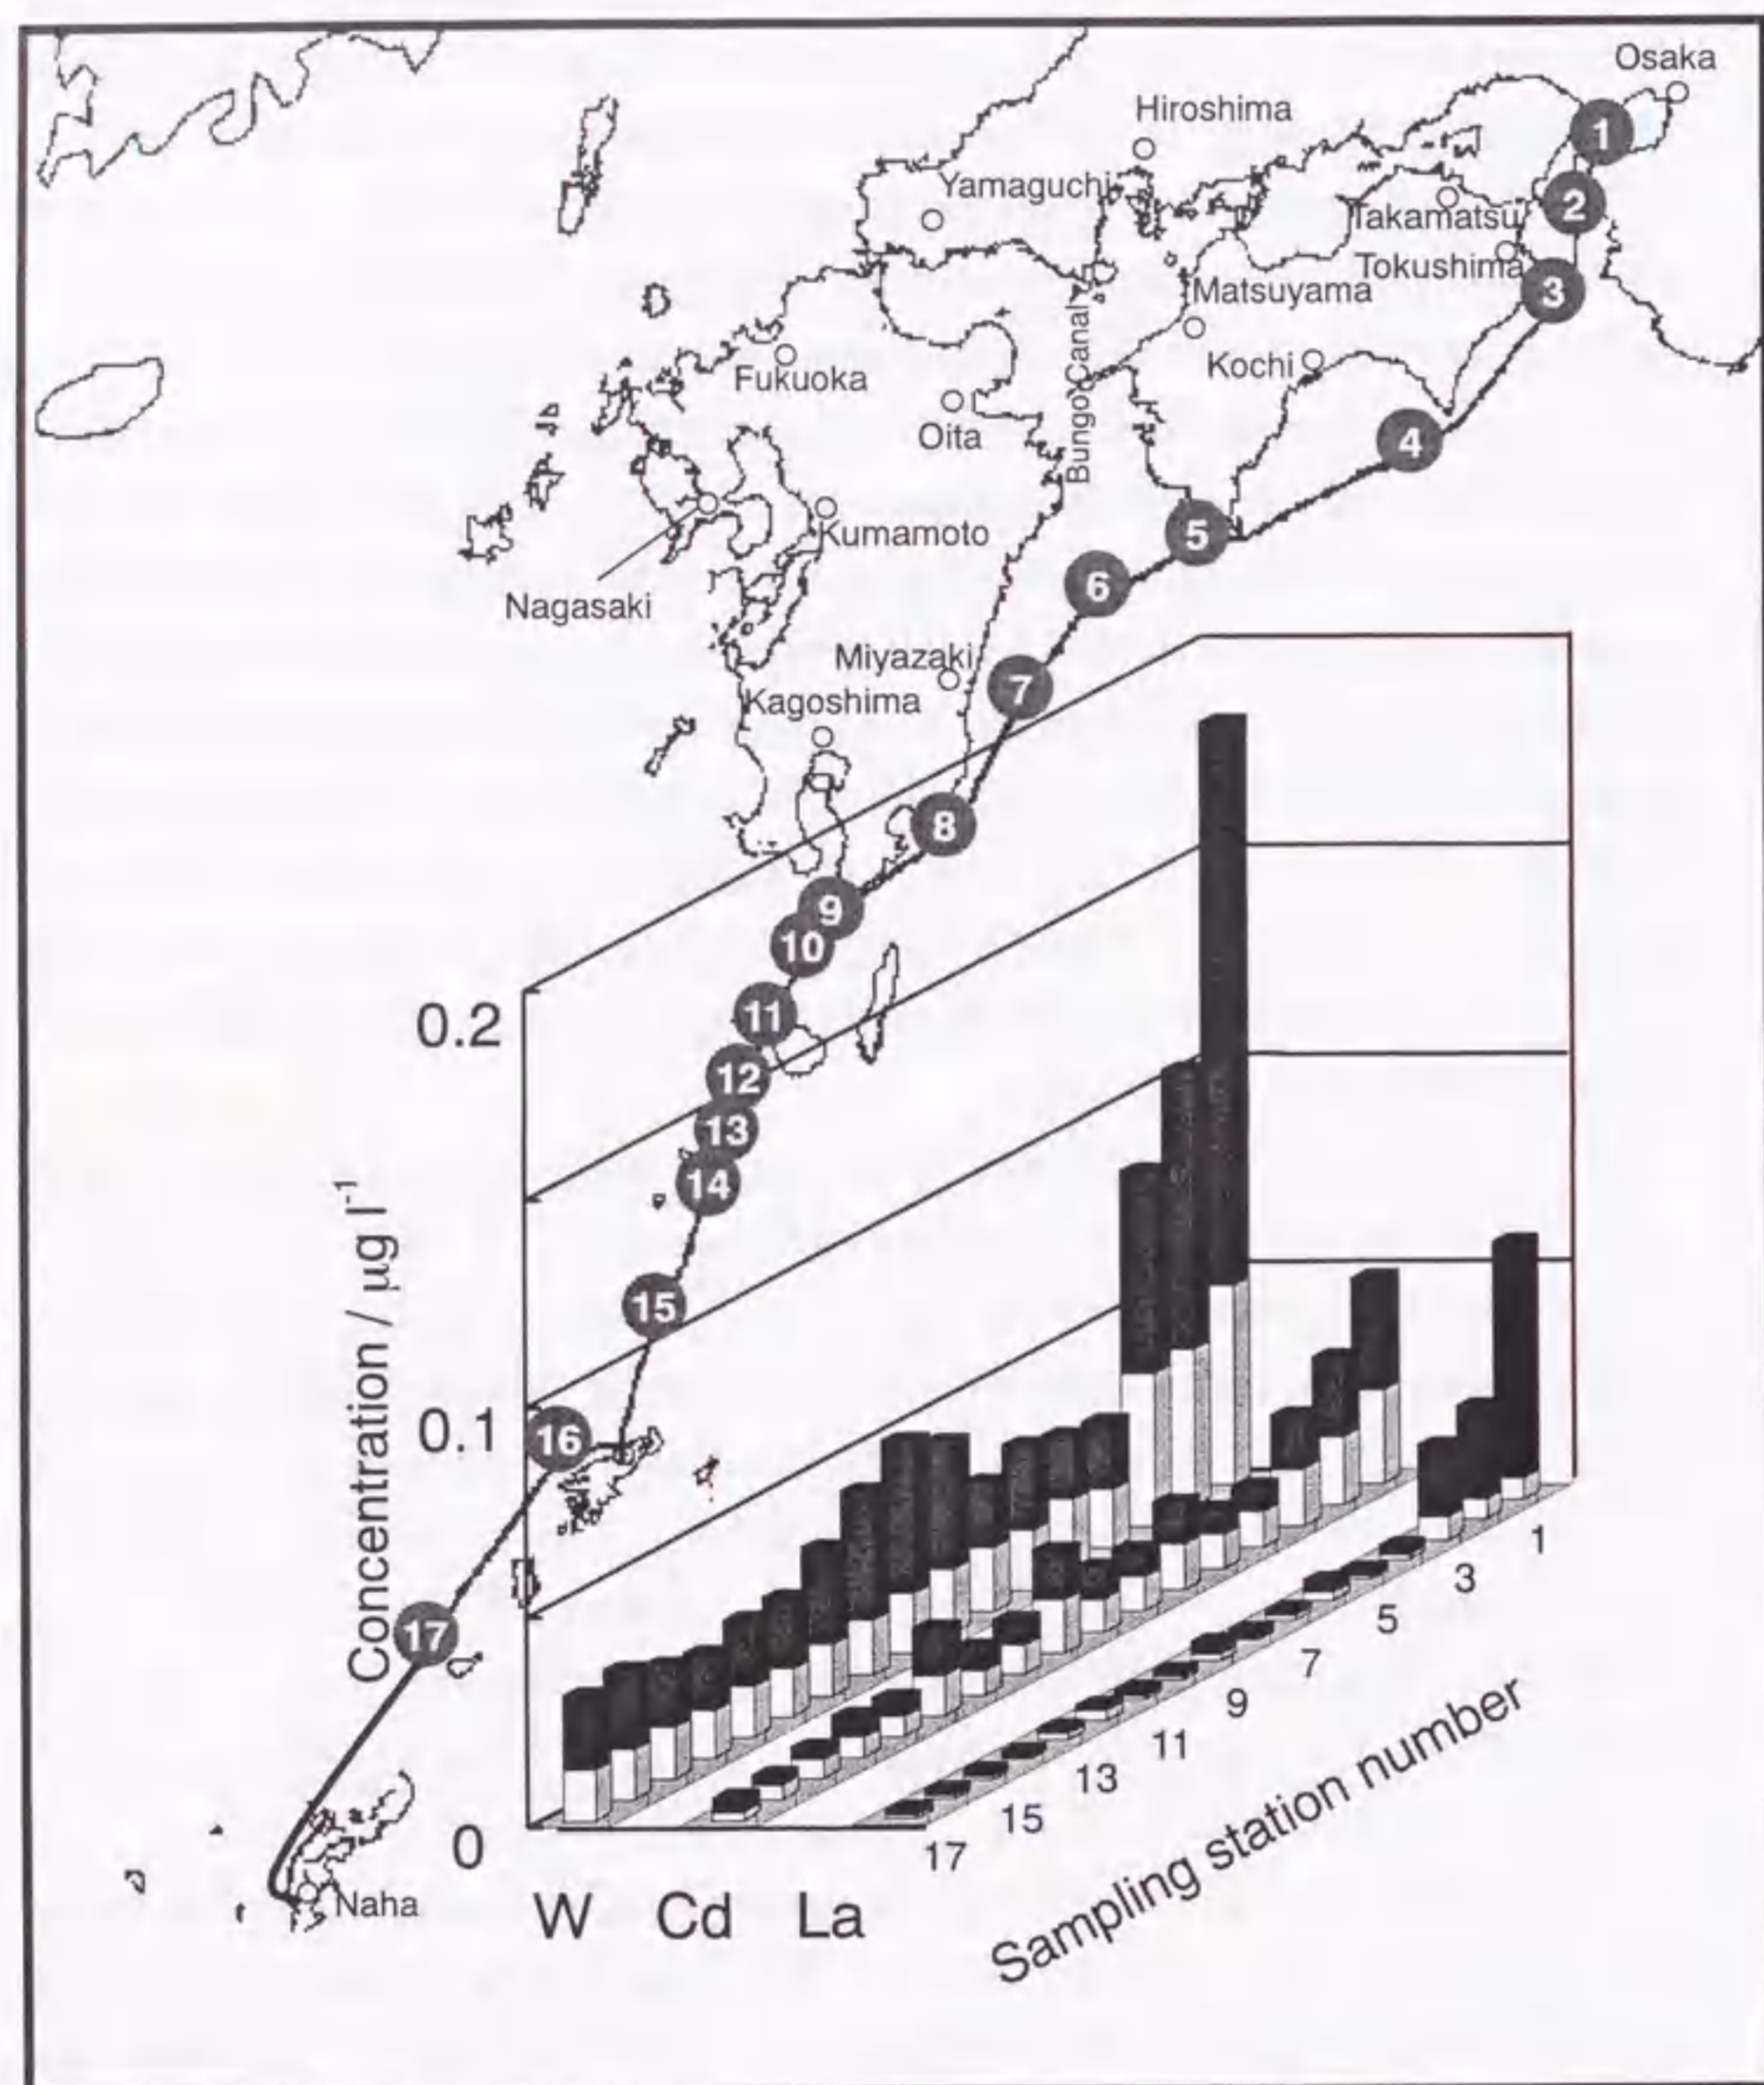 Osaka
1
Hiroshima
Yamaguchi
2
Takamatsu
Tokushima
3
Matsuyama
Bungo Canal
Kochi
Fukuoka
Oita
4
5
Kumamoto
6
Nagasaki
Miyazaki
7
Kagoshima
8
9
10
0.2
11
12
13
14
15
Concentration / µg l⁻¹
0.1
16
17
0
1
3
5
7
9
11
13
15
17
Sampling station number
W Cd La
Naha